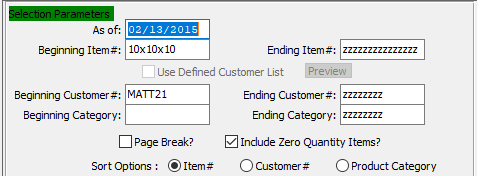 Selection Parameters
As of: 02/13/2015
Beginning Item#: 10x10x10 Ending Item#: zzzzzzzzzzzzzzz
Use Defined Customer List Preview
Beginning Customer#: MATT21 Ending Customer#: zzzzzzzz
Beginning Category: Ending Category: zzzzzzzz
Page Break? Include Zero Quantity Items?
Sort Options : Item# Customer# Product Category